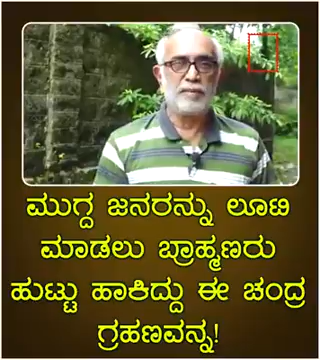 ಮುಗ್ದ ಜನರನ್ನು ಲೂಟಿ
ಮಾಡಲು ಬ್ರಾಹ್ಮಣರು
ಹುಟ್ಟು ಹಾಕಿದ್ದು ಈ ಚಂದ್ರ
ಗ್ರಹಣವನ್ನ!